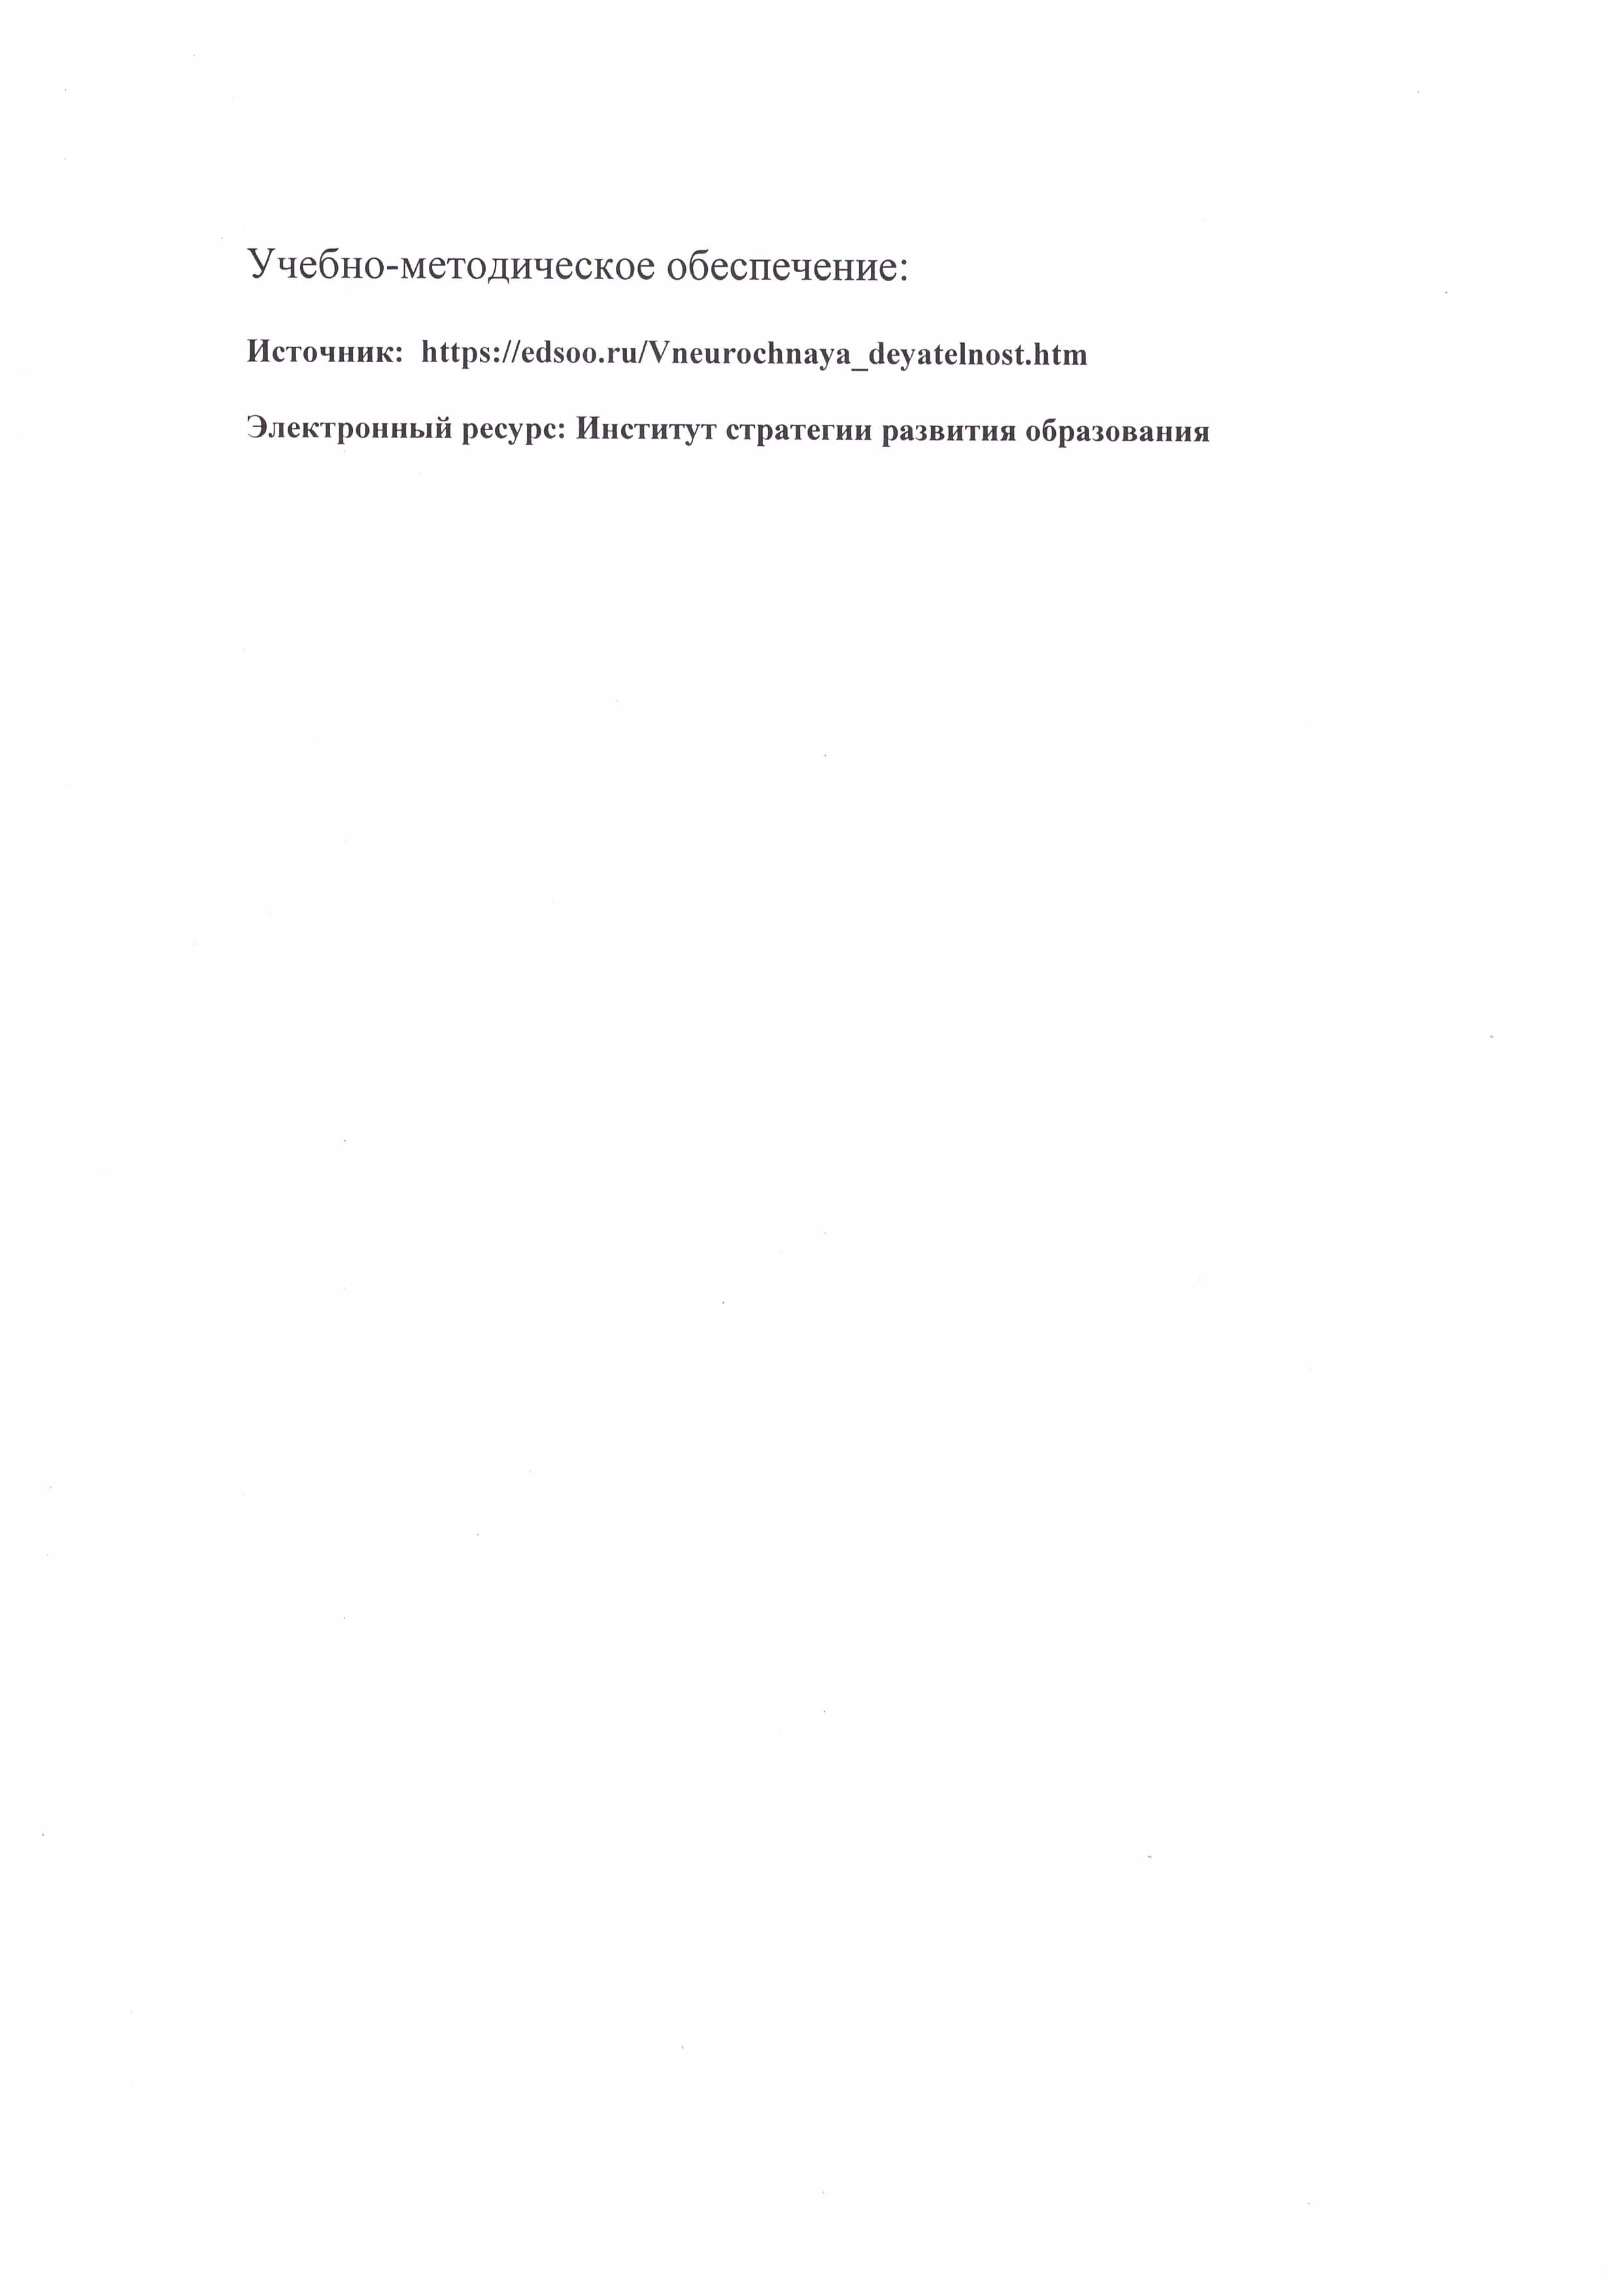 Учебно-методическое обеспечение:
Источник: https://edsoo.ru/Vneurochnaya_deyatelnost.htm
Электронный ресурс: Институт стратегии развития образования